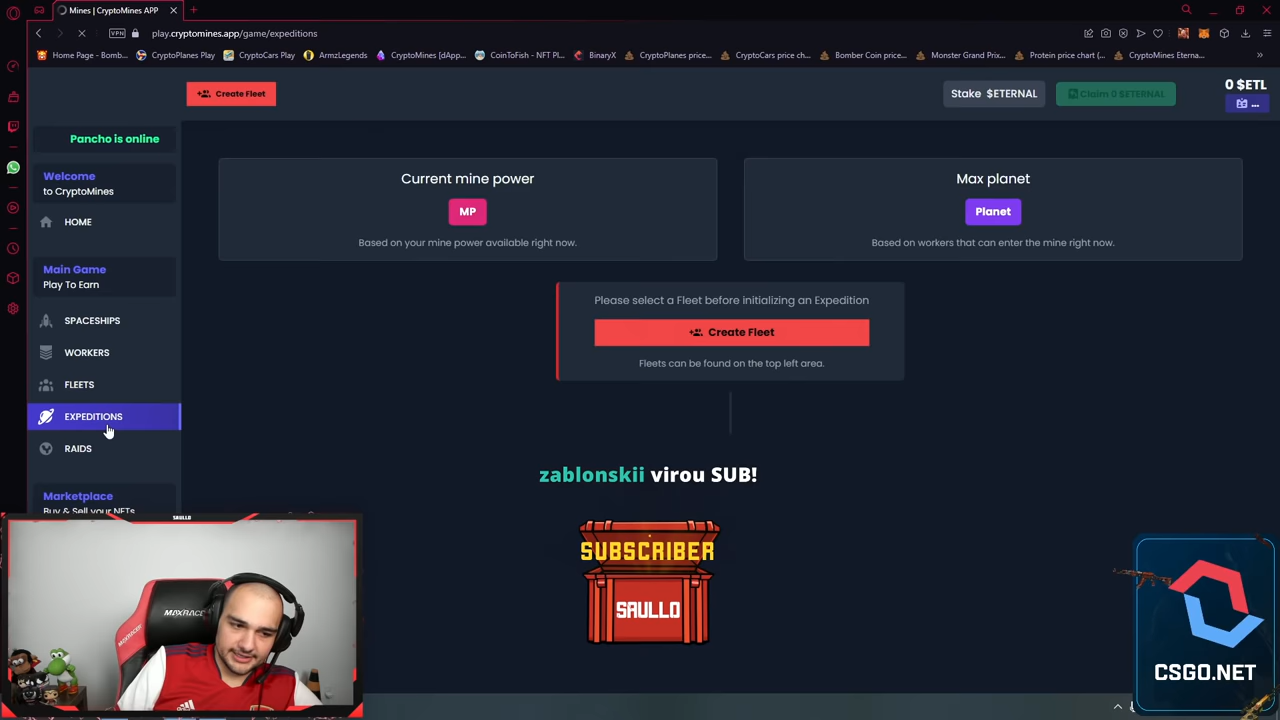 Mines | CryptoMines APP
VPN
play.cryptomines.app/game/expeditions
Home Page - Bomb...
CryptoPlanes Play
CryptoCars Play
ArmzLegends
CryptoMines [dApp...
CoinToFish - NFT Pl...
BinaryX
CryptoPlanes price...
CryptoCars price ch...
Bomber Coin price...
Monster Grand Prix...
Protein price chart (...
CryptoMines Eterna...
Create Fleet
Stake $ETERNAL
Claim 0 $ETERNAL
0 $ETL
...
Pancho is online
Welcome
to CryptoMines
HOME
Main Game
Play To Earn
SPACESHIPS
WORKERS
FLEETS
EXPEDITIONS
RAIDS
Marketplace
Buy & Sell your NFTs
Current mine power
MP
Based on your mine power available right now.
Max planet
Planet
Based on workers that can enter the mine right now.
Please select a Fleet before initializing an Expedition
Create Fleet
Fleets can be found on the top left area.
zablonskii virou SUB!
SUBSCRIBER
SAULLO
SAULLO
MAXRACER
CSGO.NET